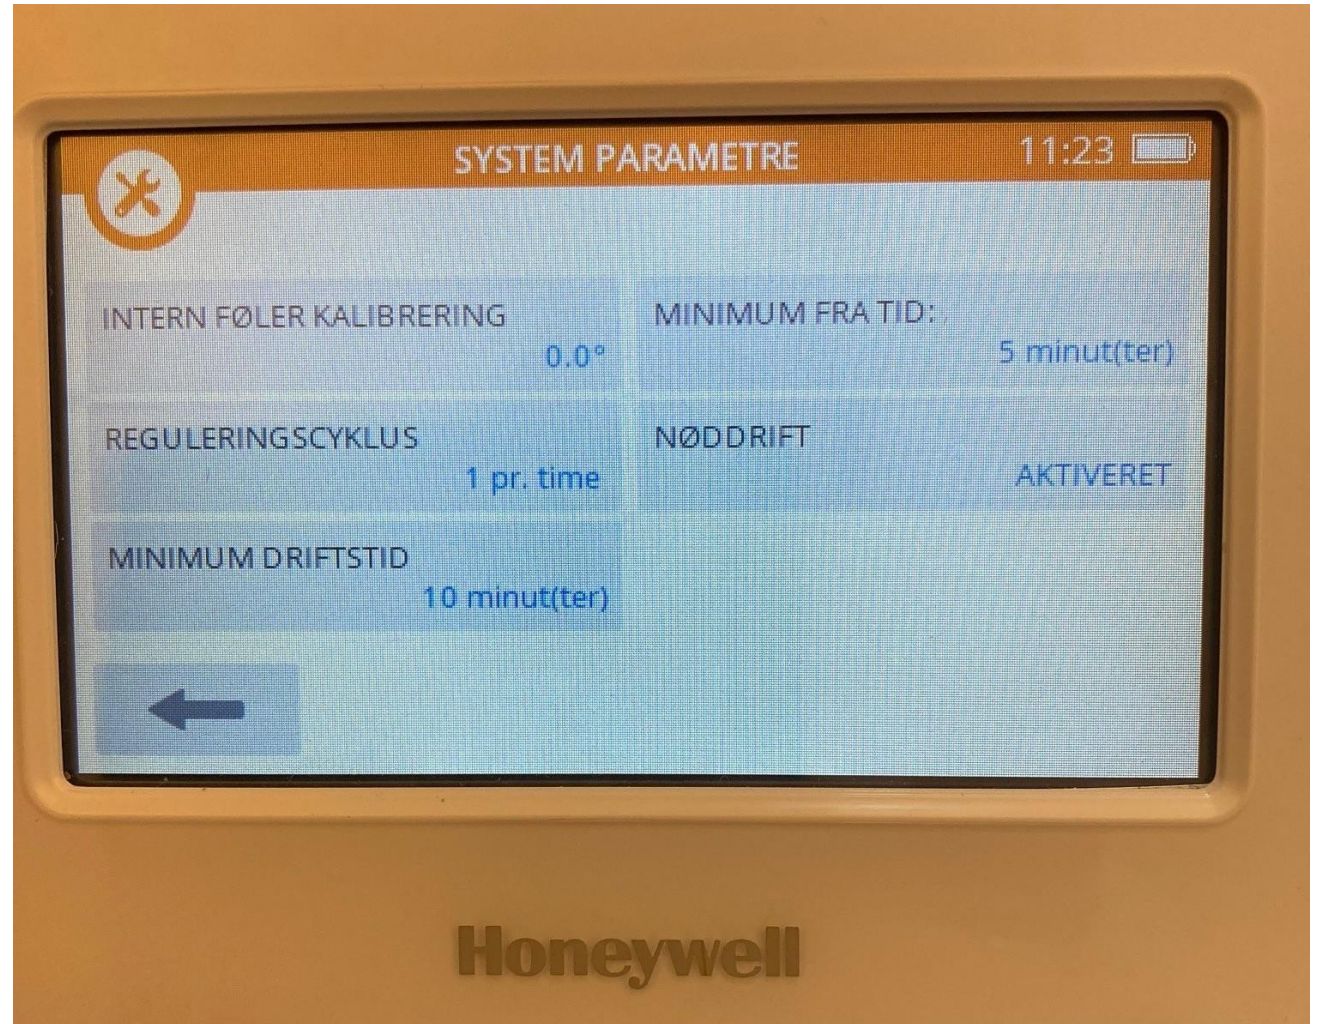 SYSTEM PARAMETRE
11:23
INTERN FØLER KALIBRERING
0.0°
MINIMUM FRA TID:
5 minut(ter)
REGULERINGSCYKLUS
1 pr. time
NØDDRIFT
AKTIVERET
MINIMUM DRIFTSTID
10 minut(ter)
Honeywell